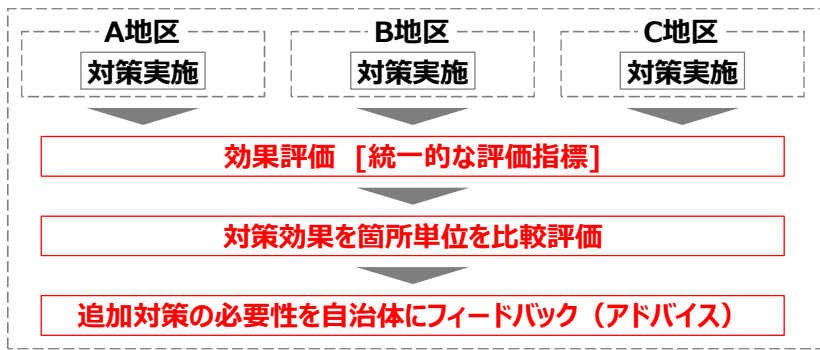 A地区 B地区 C地区
対策実施 対策実施 対策実施
効果評価 [統一的な評価指標]
対策効果を箇所単位を比較評価
追加対策の必要性を自治体にフィードバック（アドバイス）